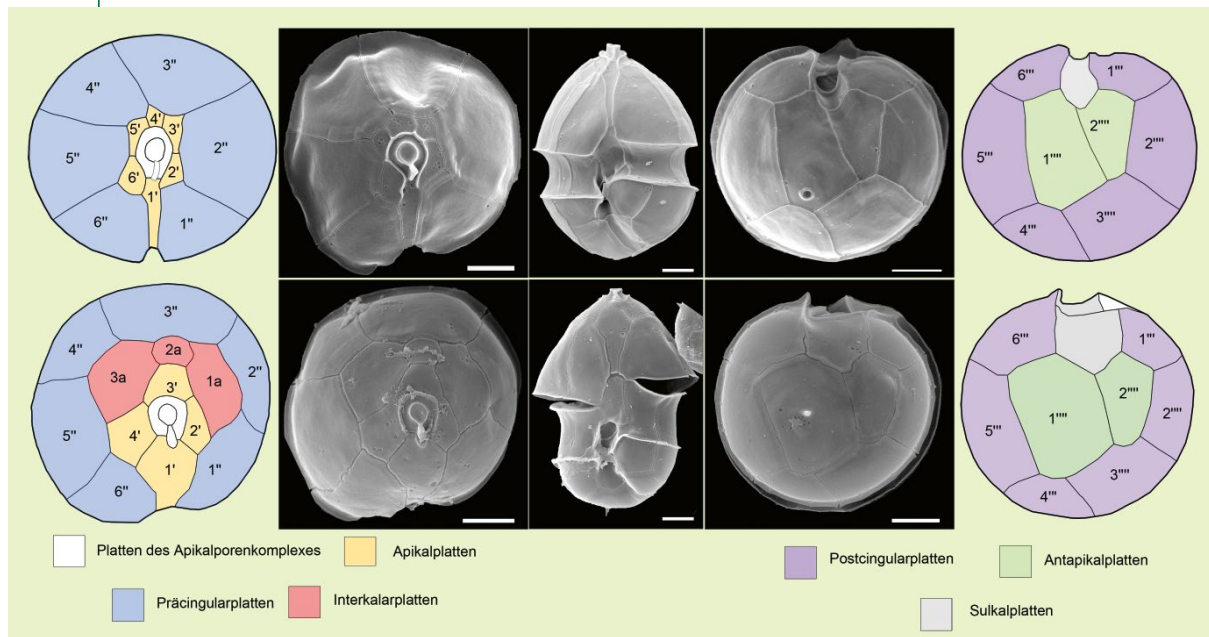 3"
4"
5' 4' 3'
5" 2"
6' 2'
1'
6" 1"
6''' 1'''
2''''
5''' 1'''' 2''''
4''' 3''''
3"
4" 2a 2"
3a 1a
3'
5" 4' 2'
1' 1"
6"
6''' 1'''
2'''' 2''''
5''' 1''''
4''' 3''''
Platten des Apikalporenkomplexes
Apikalplatten
Präcingularplatten
Interkalarplatten
Postcingularplatten
Antapikalplatten
Sulkalplatten